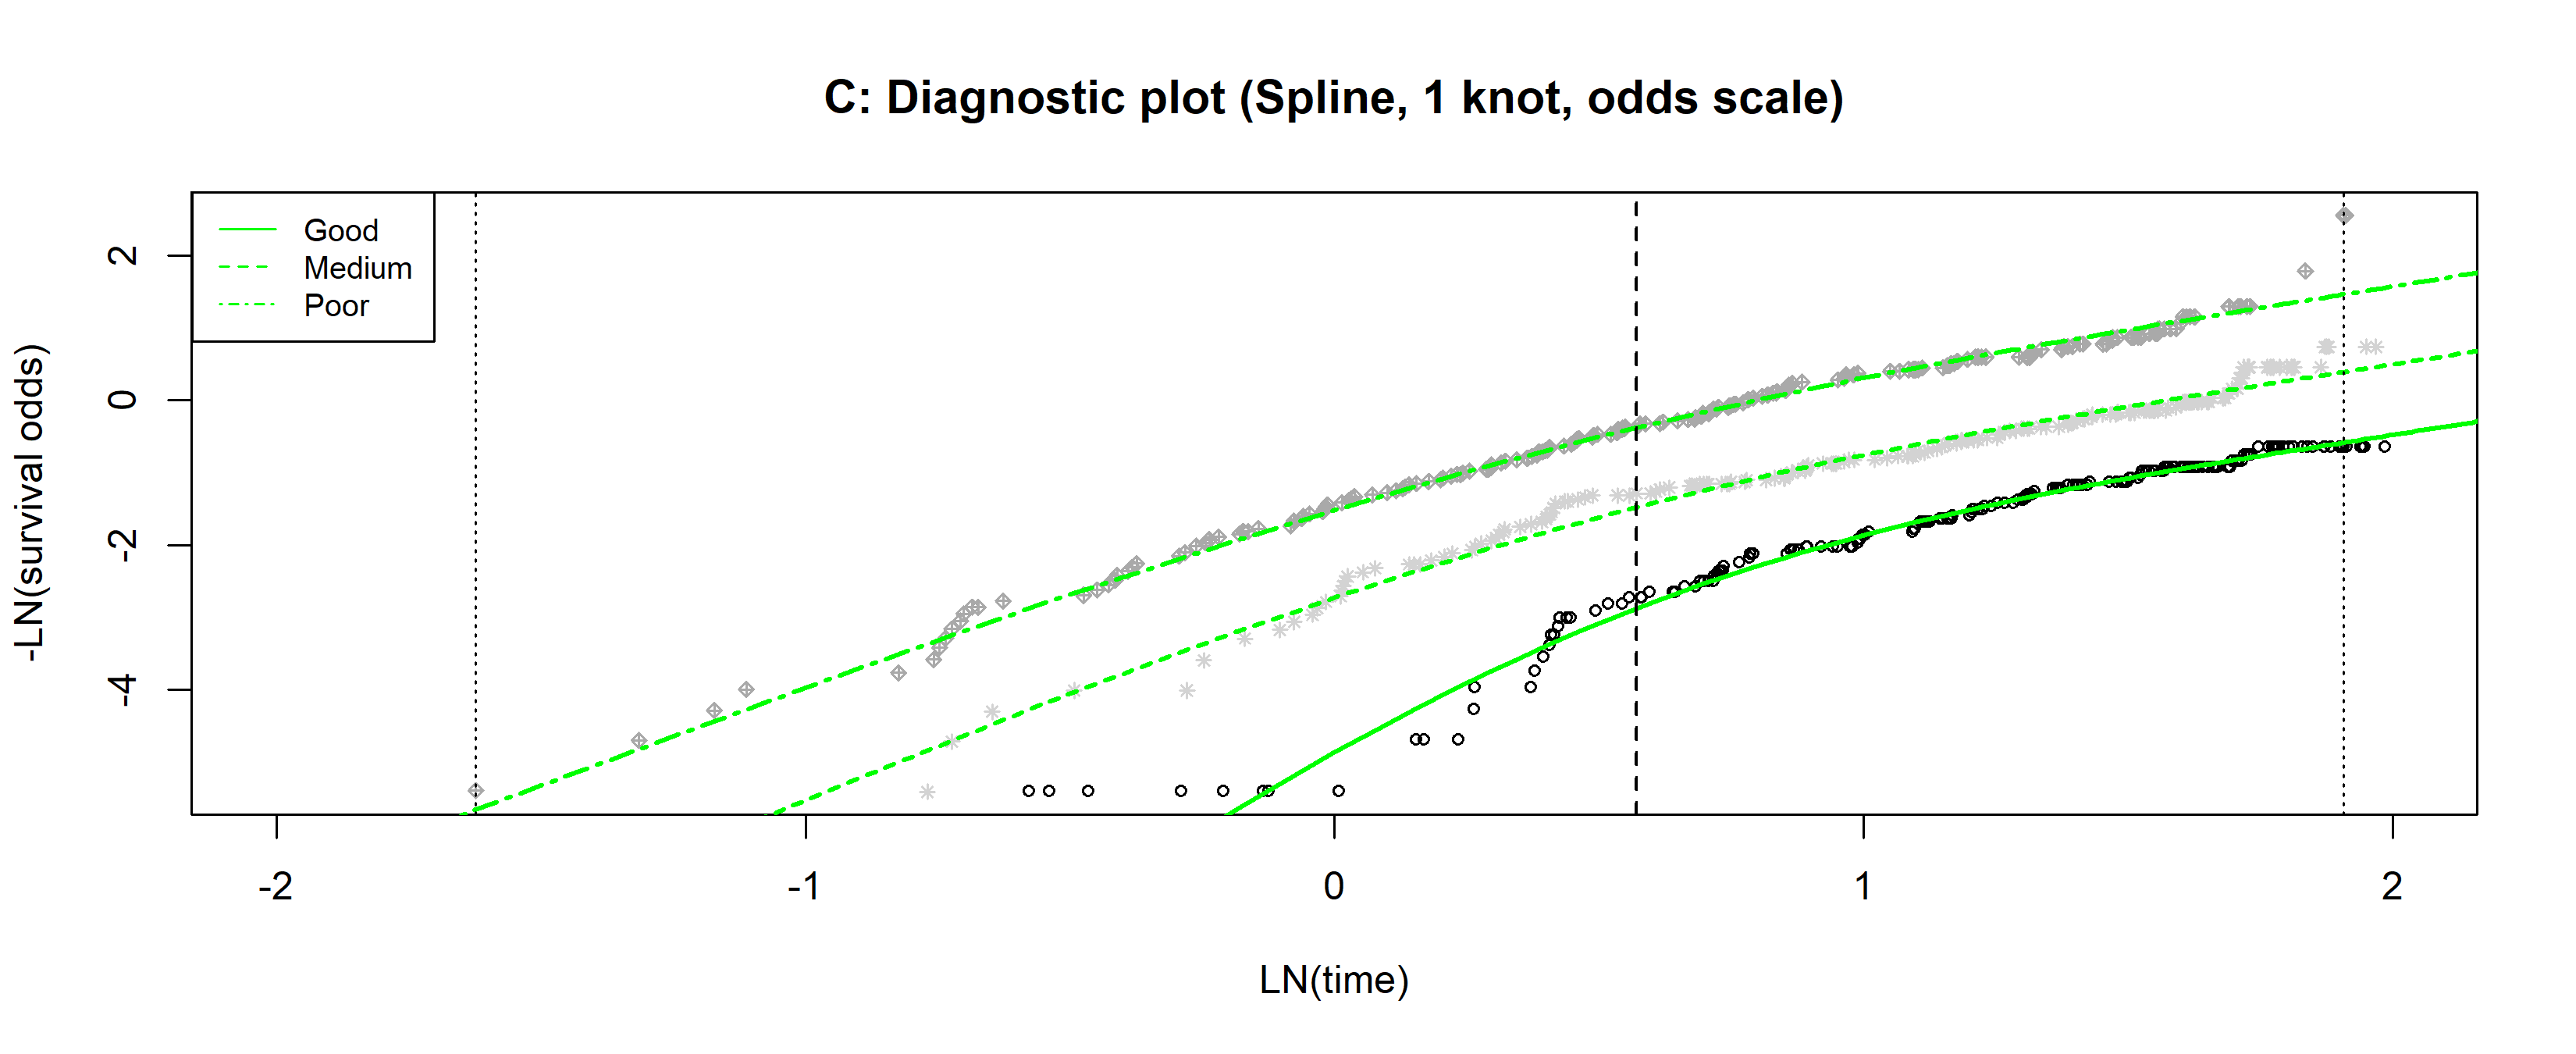 C: Diagnostic plot (Spline, 1 knot, odds scale)
Good
Medium
Poor
2
0
-2
-4
-LN(survival odds)
-2 -1 0 1 2
LN(time)